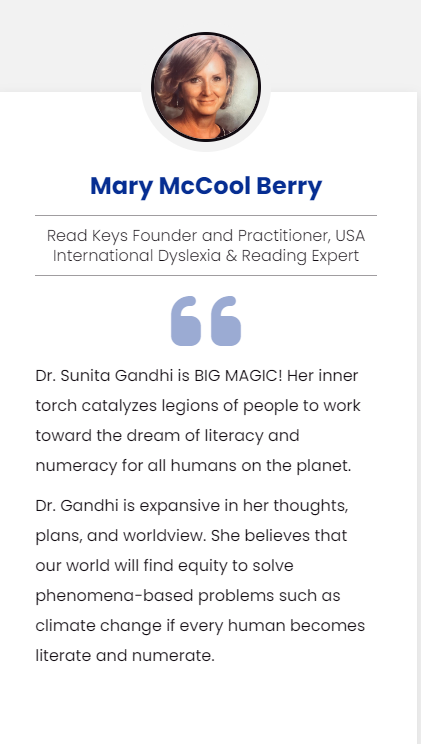 Mary McCool Berry
Read Keys Founder and Practitioner, USA
International Dyslexia & Reading Expert
Dr. Sunita Gandhi is BIG MAGIC! Her inner
torch catalyzes legions of people to work
toward the dream of literacy and
numeracy for all humans on the planet.
Dr. Gandhi is expansive in her thoughts,
plans, and worldview. She believes that
our world will find equity to solve
phenomena-based problems such as
climate change if every human becomes
literate and numerate.